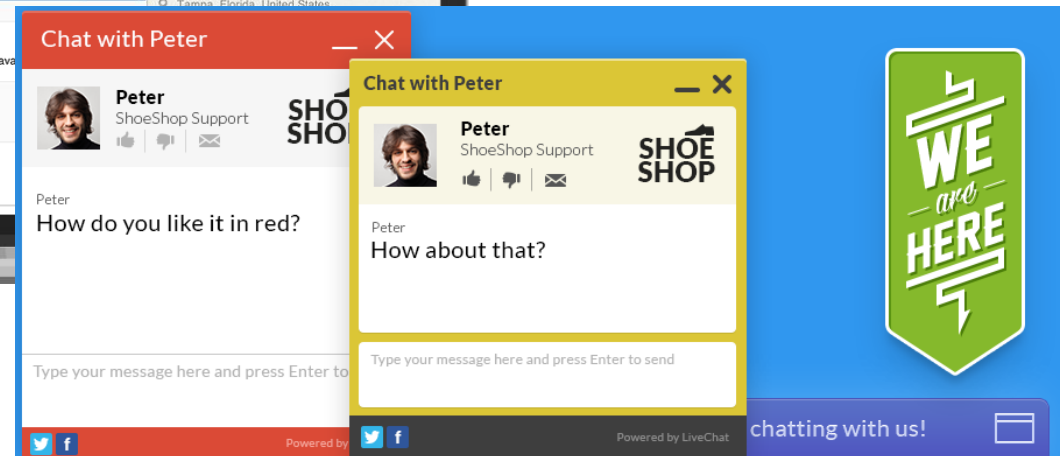 Tampa, Florida, United States
ava
Chat with Peter
Peter
ShoeShop Support
SHO
SHO
Peter
How do you like it in red?
Type your message here and press Enter to
f
Powered by
Chat with Peter
Peter
ShoeShop Support
SHOE
SHOP
Peter
How about that?
Type your message here and press Enter to send
f
Powered by LiveChat
WE
are
HERE
chatting with us!